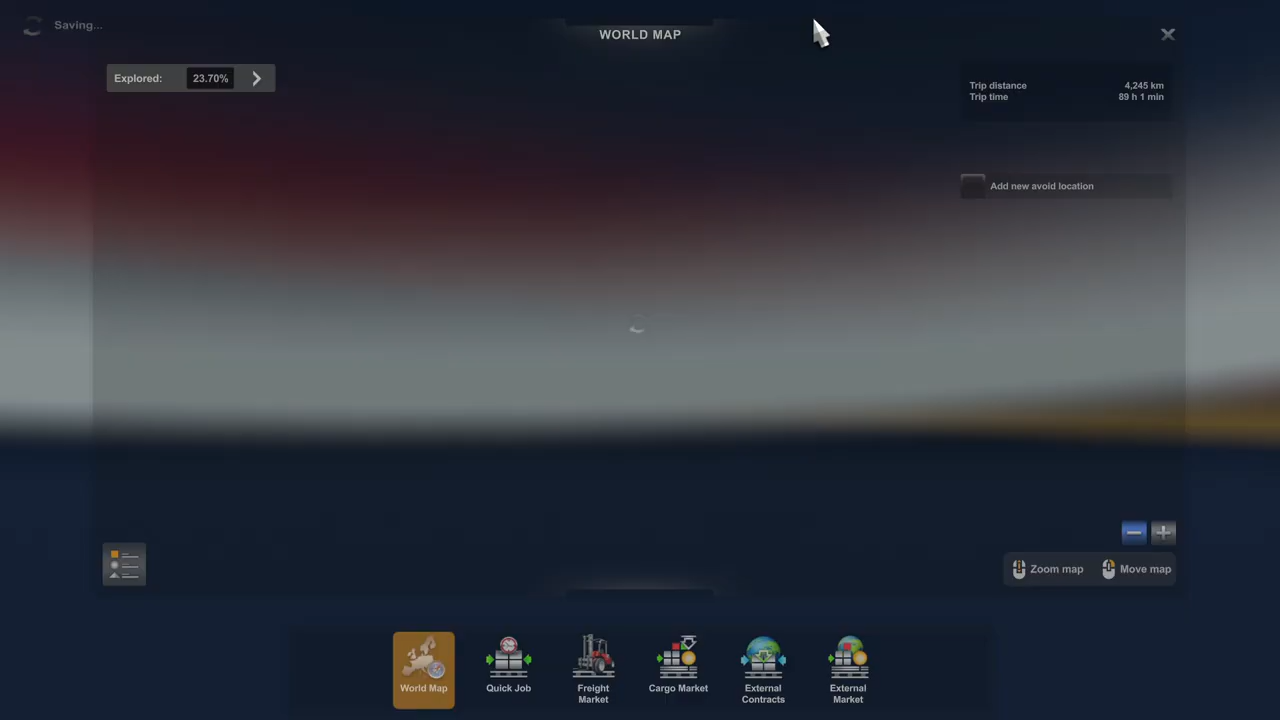 Saving...
WORLD MAP
Explored: 23.70%
Trip distance 4,245 km
Trip time 89 h 1 min
Add new avoid location
Zoom map Move map
World Map
Quick Job
Freight
Market
Cargo Market
External
Contracts
External
Market